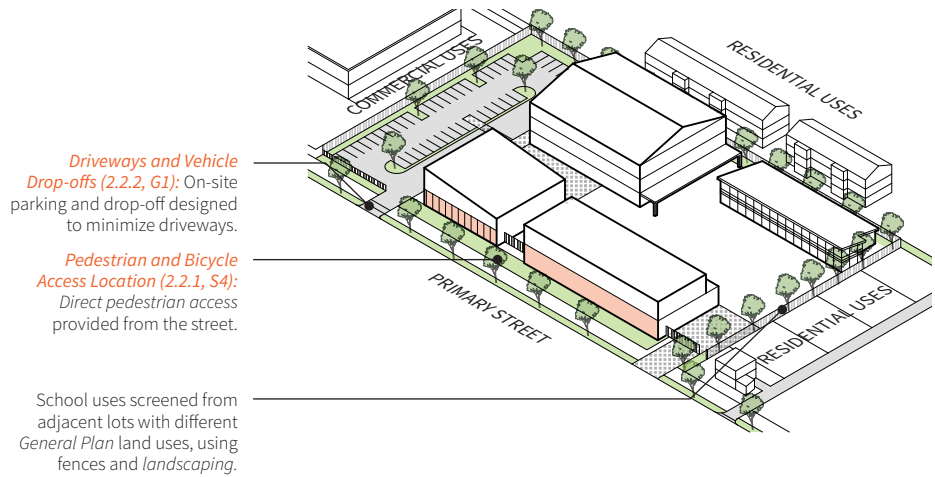 Driveways and Vehicle
Drop-offs (2.2.2, G1): On-site
parking and drop-off designed
to minimize driveways.
Pedestrian and Bicycle
Access Location (2.2.1, S4):
Direct pedestrian access
provided from the street.
School uses screened from
adjacent lots with different
General Plan land uses, using
fences and landscaping.
COMMERCIAL USES
RESIDENTIAL USES
PRIMARY STREET
RESIDENTIAL USES